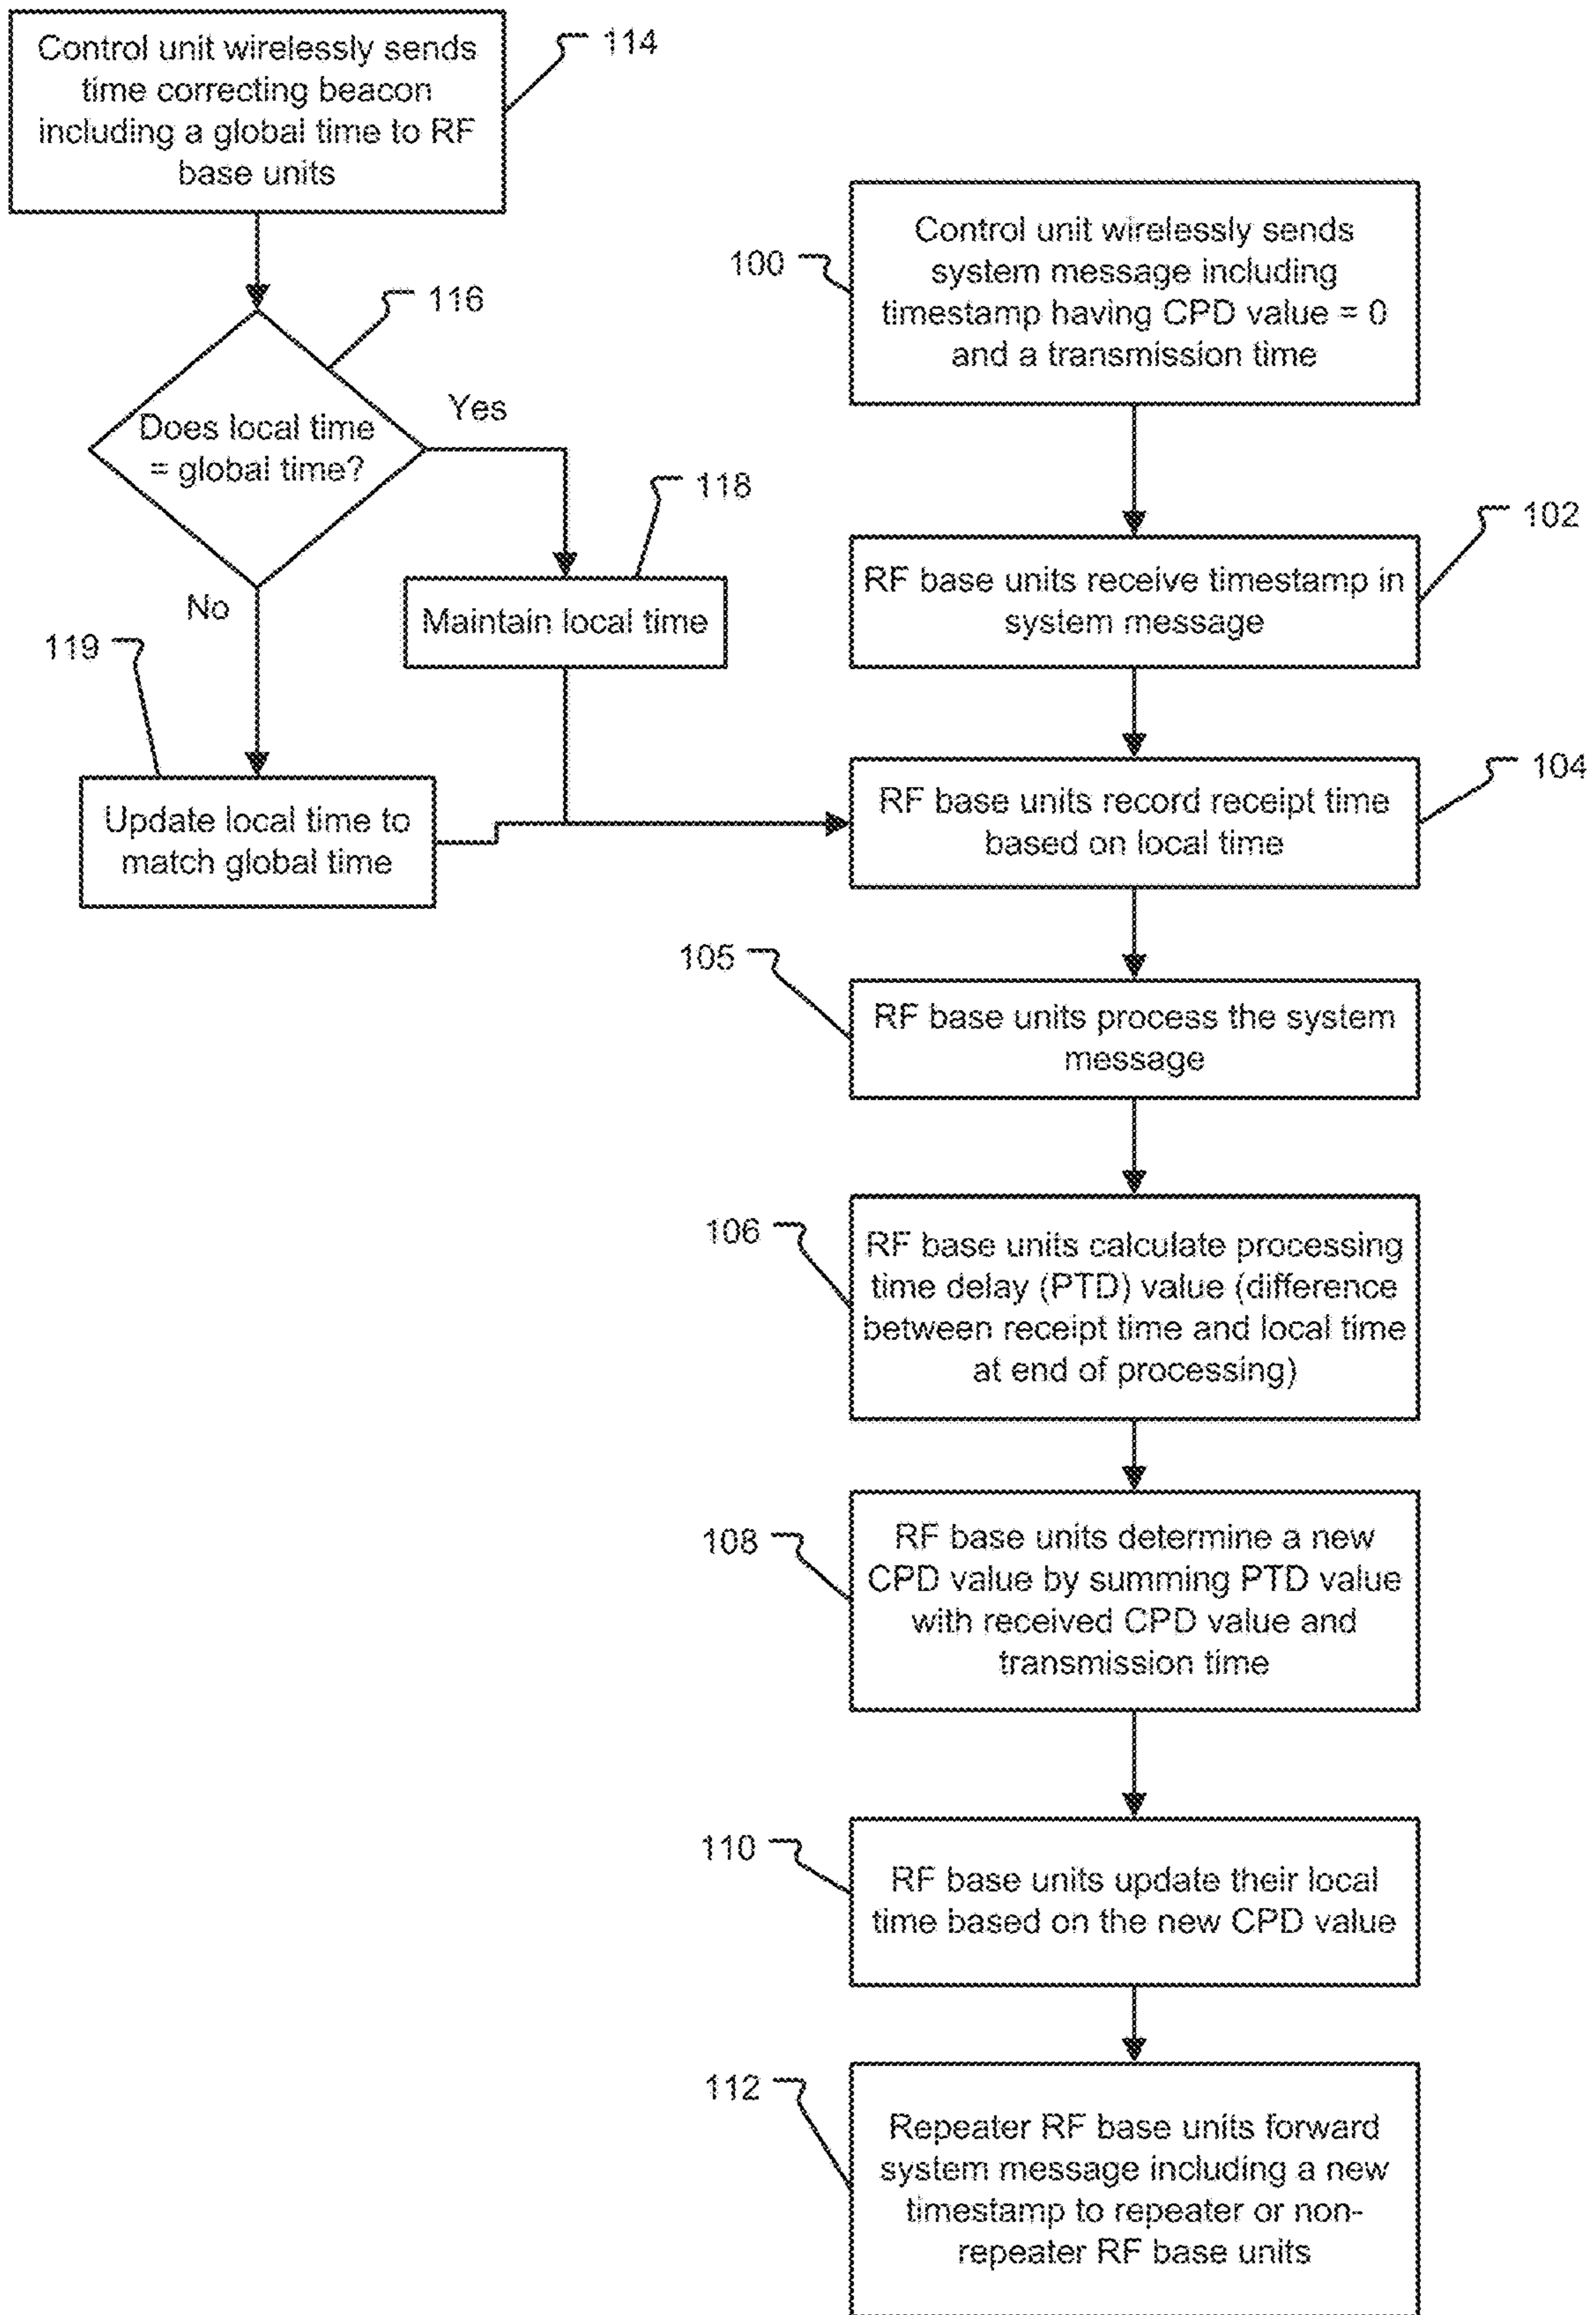 Control unit wirelessly sends
time correcting beacon
including a global time to RF
base units
114
116
Does local time
= global time?
Yes
No
118
Maintain local time
119
Update local time to
match global time
100
Control unit wirelessly sends
system message including
timestamp having CPD value = 0
and a transmission time
102
RF base units receive timestamp in
system message
104
RF base units record receipt time
based on local time
105
RF base units process the system
message
106
RF base units calculate processing
time delay (PTD) value (difference
between receipt time and local time
at end of processing)
108
RF base units determine a new
CPD value by summing PTD value
with received CPD value and
transmission time
110
RF base units update their local
time based on the new CPD value
112
Repeater RF base units forward
system message including a new
timestamp to repeater or non-
repeater RF base units